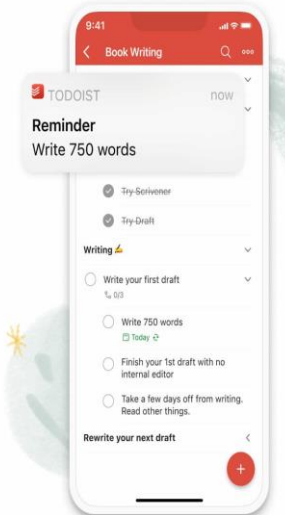 9:41
Book Writing
TODOIST now
Reminder
Write 750 words
Try Scrivener
Try Draft
Writing ✍️
Write your first draft
0/3
Write 750 words
Today
Finish your 1st draft with no
internal editor
Take a few days off from writing.
Read other things.
Rewrite your next draft
+